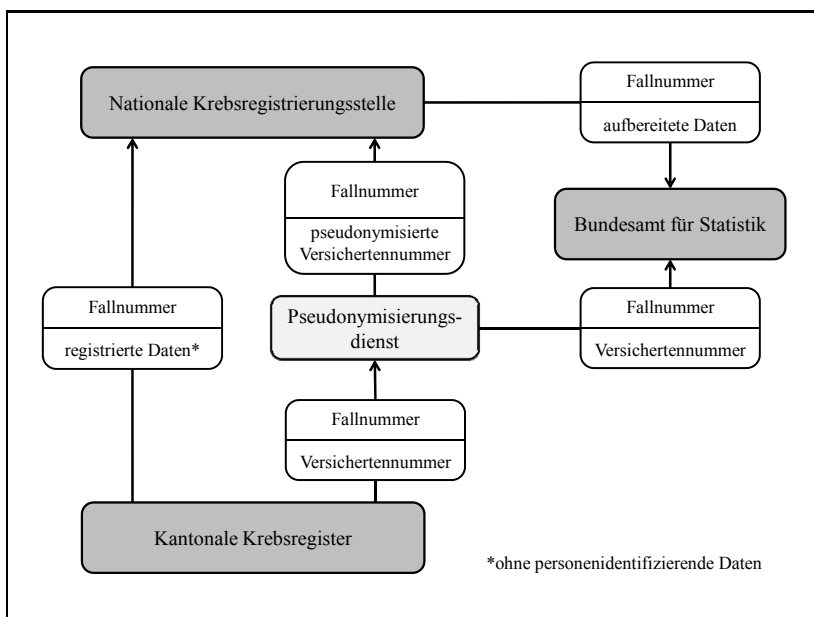 Fallnummer
Nationale Krebsregistrierungsstelle
aufbereitete Daten
Fallnummer
pseudonymisierte
Versichertennummer
Bundesamt für Statistik
Fallnummer
registrierte Daten*
Pseudonymisierungs-
dienst
Fallnummer
Versichertennummer
Fallnummer
Versichertennummer
Kantonale Krebsregister
*ohne personenidentifizierende Daten